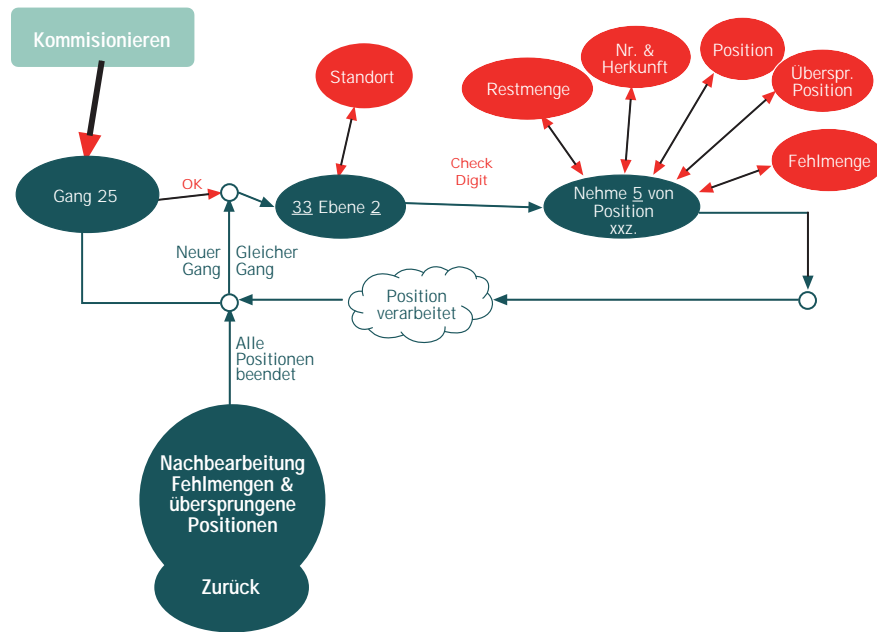 Kommisionieren
Standort
Restmenge
Nr. &
Herkunft
Position
Überspr.
Position
Fehlmenge
Gang 25
OK
33 Ebene 2
Check
Digit
Nehme 5 von
Position
xxz.
Neuer
Gang
Gleicher
Gang
Position
verarbeitet
Alle
Positionen
beendet
Nachbearbeitung
Fehlmengen &
übersprungene
Positionen
Zurück